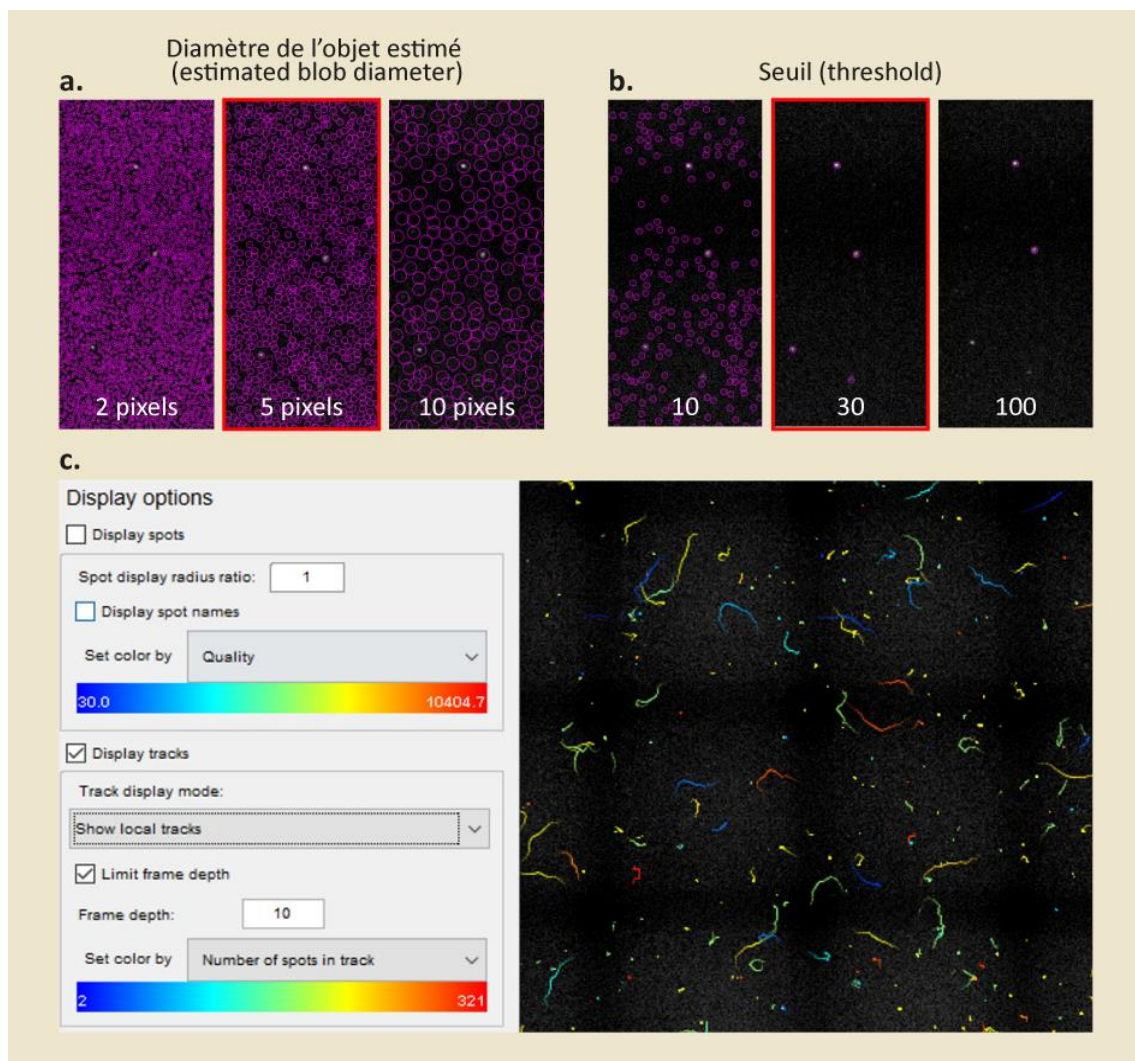 Diamètre de l'objet estimé
(estimated blob diameter)
a.
2 pixels
5 pixels
10 pixels
Seuil (threshold)
b.
10
30
100
c.
Display options
Display spots
Spot display radius ratio: 1
Display spot names
Set color by Quality
30.0 10404.7
Display tracks
Track display mode:
Show local tracks
Limit frame depth
Frame depth: 10
Set color by Number of spots in track
2 321